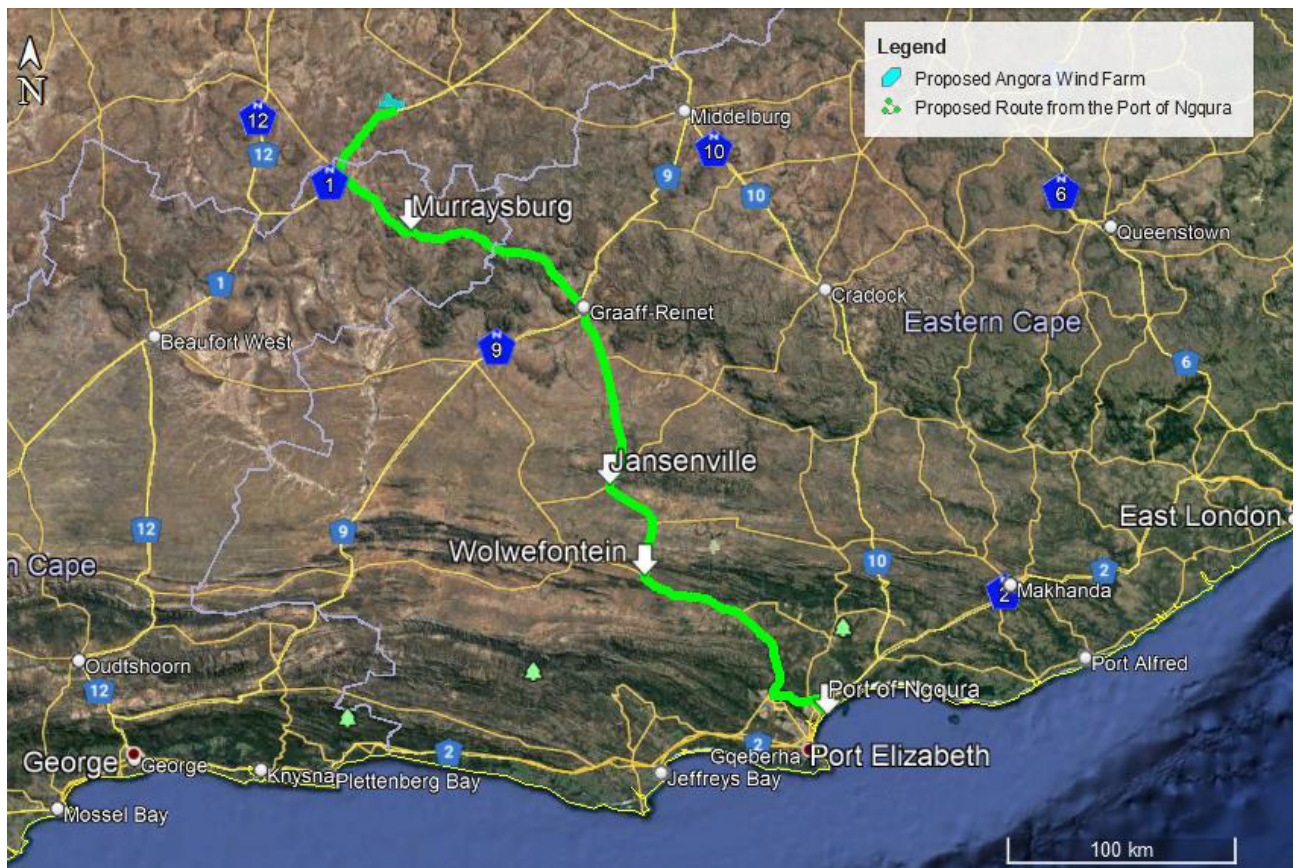 N
Legend
Proposed Angora Wind Farm
Proposed Route from the Port of Ngqura
N
12
12
Middelburg
N
10
N
1
9
10
N
6
Murraysburg
Queenstown
1
Graaff-Reinet
Cradock
Eastern Cape
Beaufort West
N
9
6
Jansenville
12
9
East London
Wolwefontein
10
n Cape
2
N
2
Makhanda
Oudtshoorn
Port Alfred
12
Port of Ngqura
George
George
2
2
Gqeberha
Port Elizabeth
Knysna
Plettenberg Bay
Jeffreys Bay
Mossel Bay
100 km